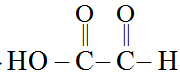 O O
HO – C – C – H